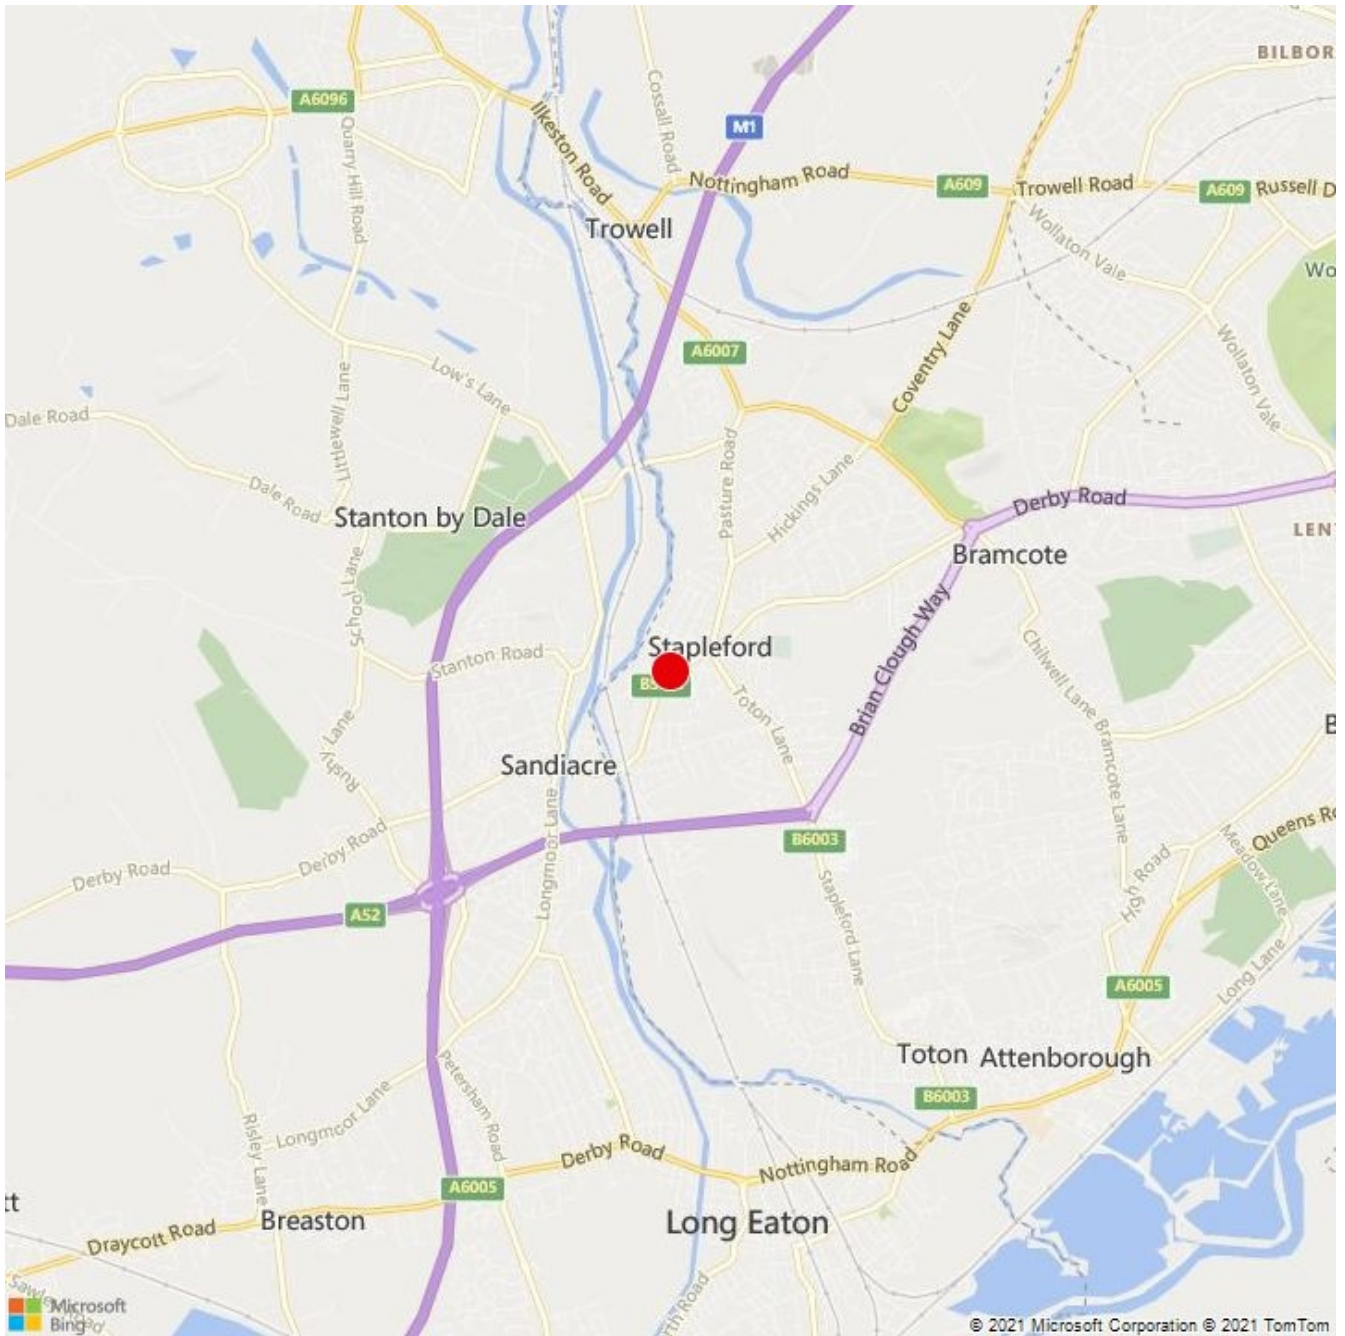 BILBOR
A6096
Quarry Hill Road
Ilkeston Road
Cossall Road
M1
Nottingham Road
A609
Trowell Road
A609
Russell D
Trowell
Wollaton Vale
Wo
A6007
Coventry Lane
Wollaton Vale
Low's Lane
Littlewell Lane
Dale Road
Dale Road
Pasture Road
Hickings Lane
Stanton by Dale
Derby Road
LEN
Bramcote
School Lane
Stanton Road
Stapleford
Brian Clough Way
Chilwell Lane
Toton Lane
Rushy Lane
Sandiacre
Bramcote Lane
B
Longmoor Lane
Derby Road
Derby Road
B6003
Queens Ro
Meadow Lane
High Road
Stapleford Lane
A52
Long Lane
A6005
Toton
Attenborough
Petersham Road
B6003
Longmoor Lane
Risley Lane
Derby Road
Nottingham Road
A6005
tt
Breaston
Long Eaton
Draycott Road
Microsoft
Bing
rth Road
© 2021 Microsoft Corporation © 2021 TomTom